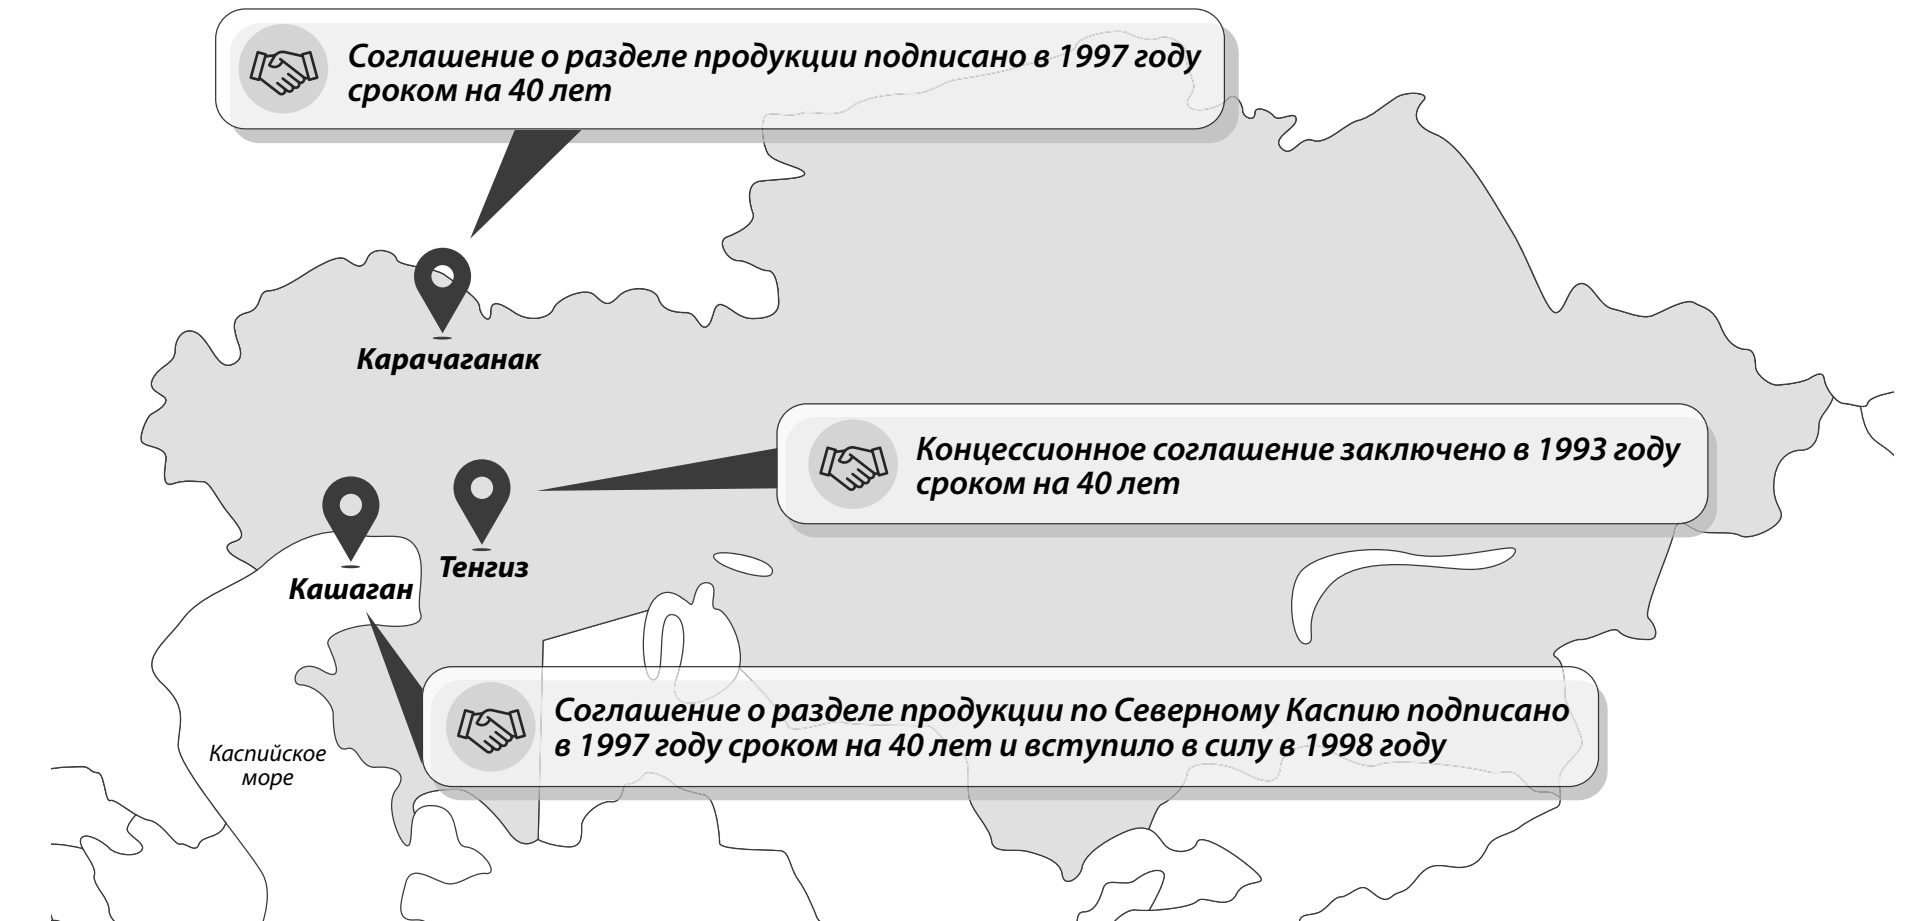 Соглашение о разделе продукции подписано в 1997 году
сроком на 40 лет
Карачаганак
Концессионное соглашение заключено в 1993 году
сроком на 40 лет
Тенгиз
Кашаган
Соглашение о разделе продукции по Северному Каспию подписано
в 1997 году сроком на 40 лет и вступило в силу в 1998 году
Каспийское
море